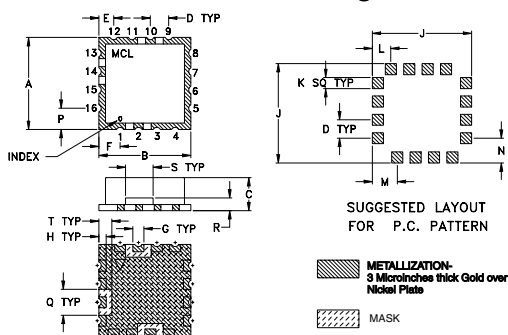 E
D TYP
12 11 10 9
13
MCL
8
14
7
15
6
16
5
A
P
1 2 3 4
INDEX
F
B
S TYP
C
R
T TYP
H TYP
G TYP
Q TYP
J
L
K SQ TYP
J
D TYP
N
M
SUGGESTED LAYOUT
FOR P.C. PATTERN
METALLIZATION-
3 Microinches thick Gold over
Nickel Plate
MASK